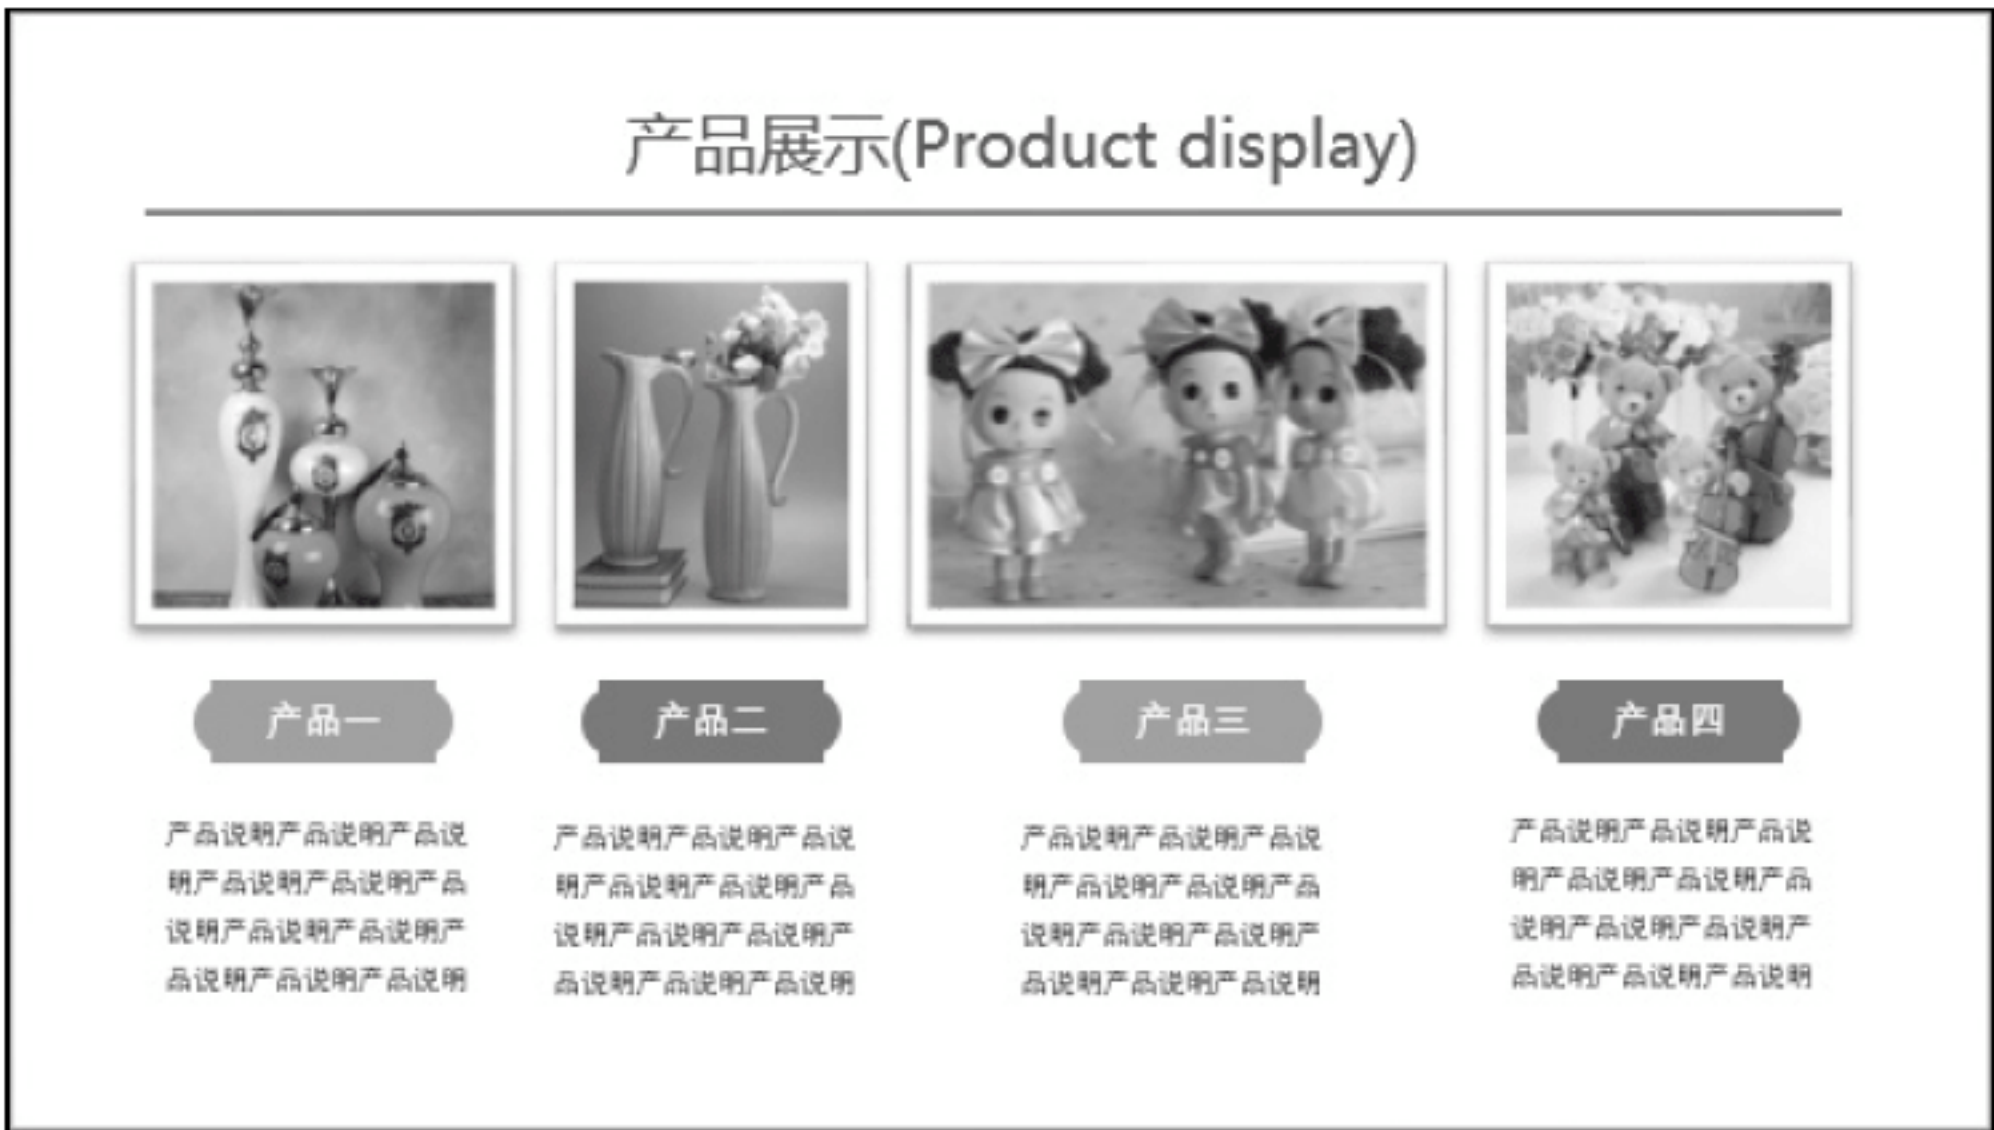 产品展示(Product display)
产品一
产品二
产品三
产品四
产品说明产品说明产品说
明产品说明产品说明产品
说明产品说明产品说明产
品说明产品说明产品说明
产品说明产品说明产品说
明产品说明产品说明产品
说明产品说明产品说明产
品说明产品说明产品说明
产品说明产品说明产品说
明产品说明产品说明产品
说明产品说明产品说明产
品说明产品说明产品说明
产品说明产品说明产品说
明产品说明产品说明产品
说明产品说明产品说明产
品说明产品说明产品说明